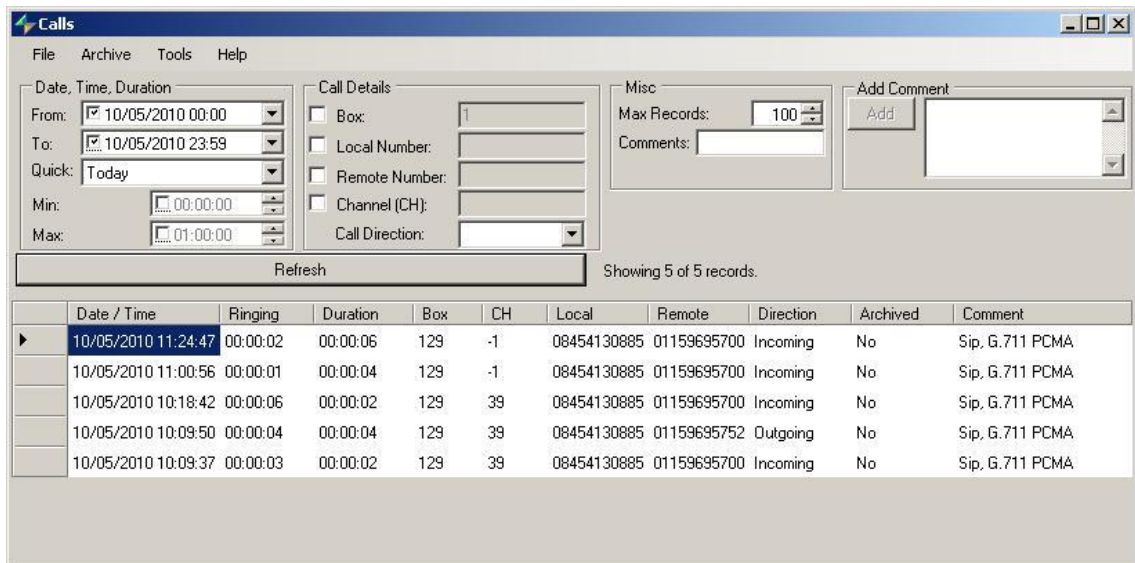 Calls
File Archive Tools Help
Date, Time, Duration Call Details Misc Add Comment
From: 10/05/2010 00:00 Box: 1 Max Records: 100 Add
To: 10/05/2010 23:59 Local Number: Comments:
Quick: Today Remote Number:
Min: 00:00:00 Channel (CH):
Max: 01:00:00 Call Direction:
Refresh Showing 5 of 5 records.
Date / Time Ringing Duration Box CH Local Remote Direction Archived Comment
10/05/2010 11:24:47 00:00:02 00:00:06 129 -1 08454130885 01159695700 Incoming No Sip, G.711 PCMA
10/05/2010 11:00:56 00:00:01 00:00:04 129 -1 08454130885 01159695700 Incoming No Sip, G.711 PCMA
10/05/2010 10:18:42 00:00:06 00:00:02 129 39 08454130885 01159695700 Incoming No Sip, G.711 PCMA
10/05/2010 10:09:50 00:00:04 00:00:04 129 39 08454130885 01159695752 Outgoing No Sip, G.711 PCMA
10/05/2010 10:09:37 00:00:03 00:00:02 129 39 08454130885 01159695700 Incoming No Sip, G.711 PCMA